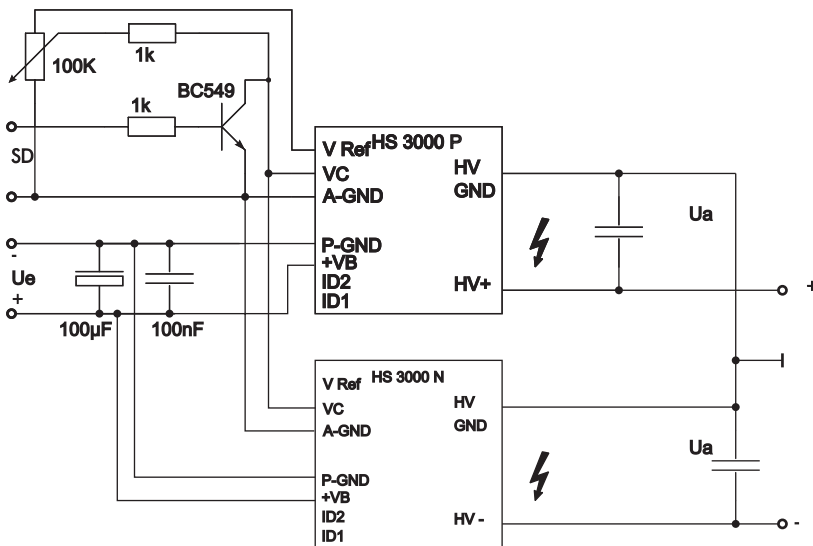 100K
1k
BC549
1k
SD
HS 3000 P
V Ref
HV
VC
GND
A-GND
Ua
P-GND
-
+VB
Ue
ID2
HV+
+
+
ID1
100µF
100nF
HS 3000 N
V Ref
HV
VC
GND
A-GND
Ua
P-GND
+VB
ID2
HV -
-
ID1